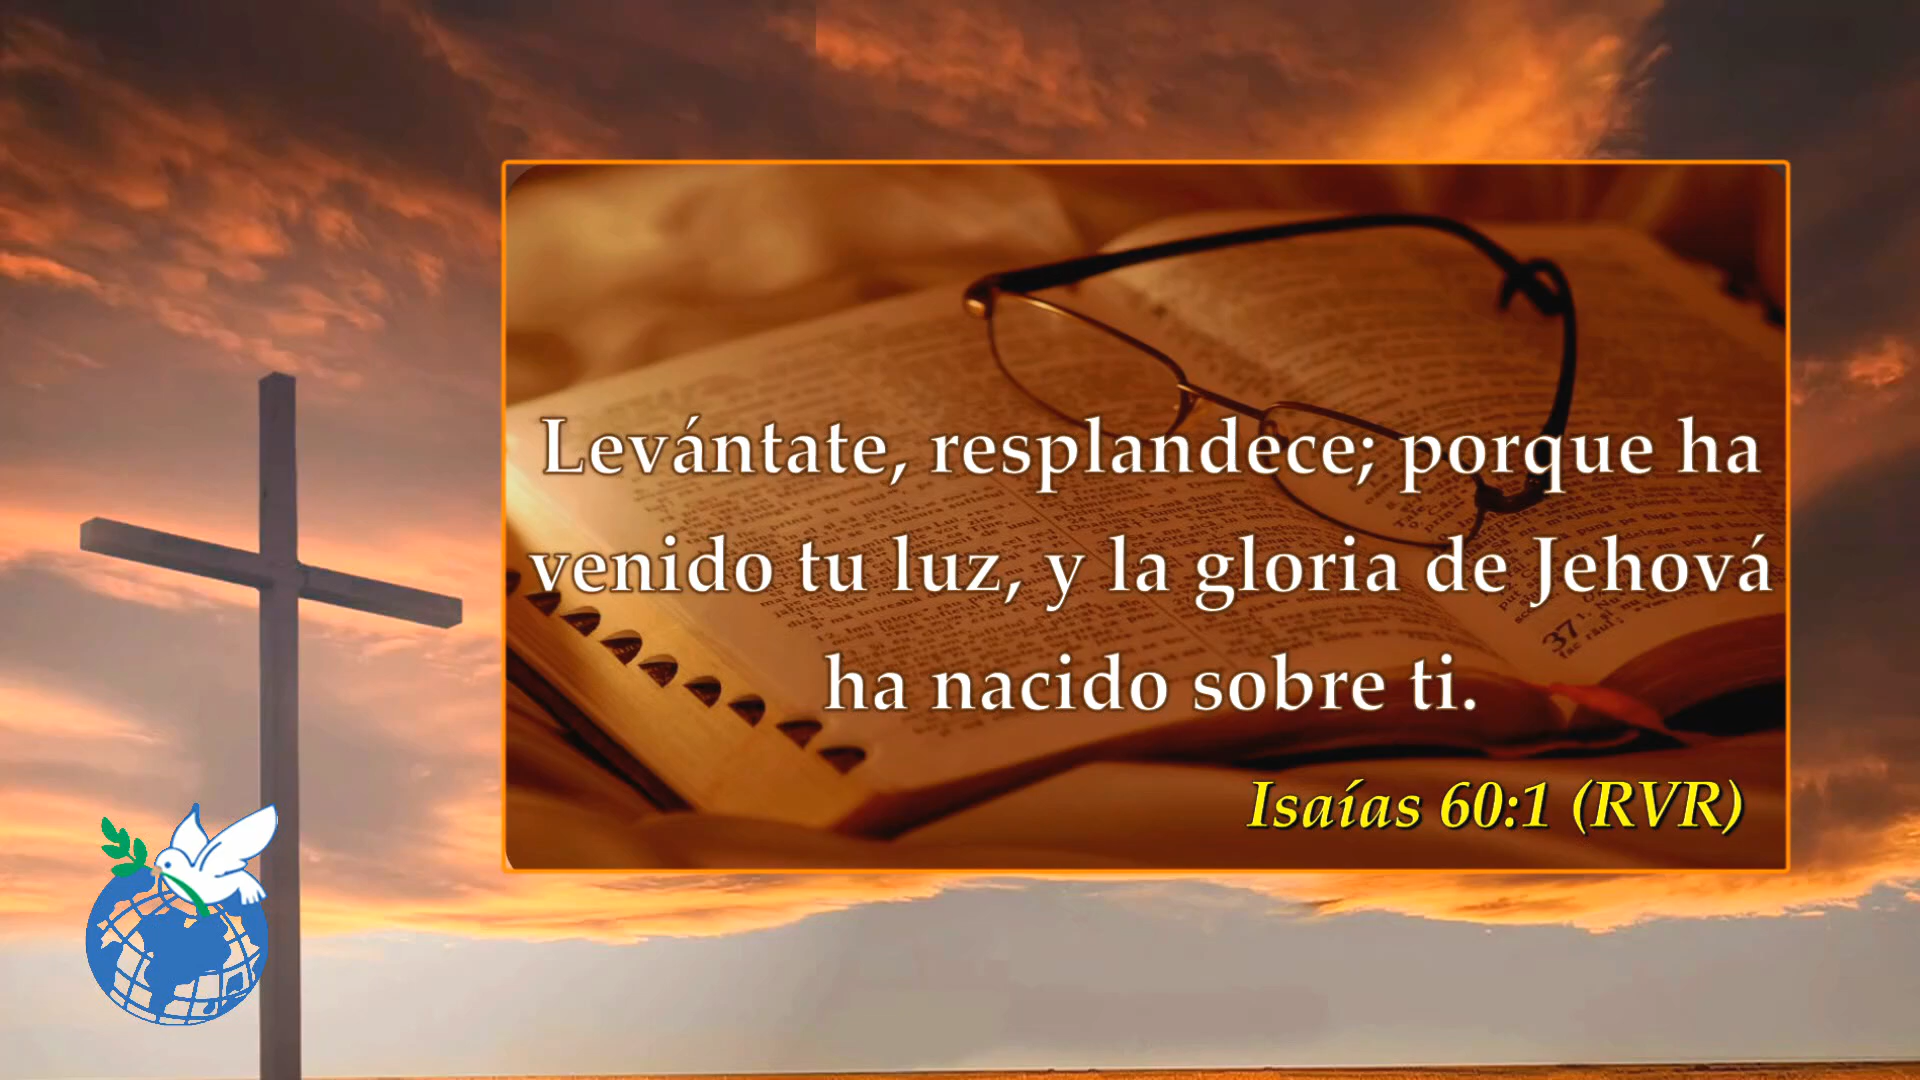 Levántate, resplandece; porque ha
venido tu luz, y la gloria de Jehová
ha nacido sobre ti.
Isaías 60:1 (RVR)